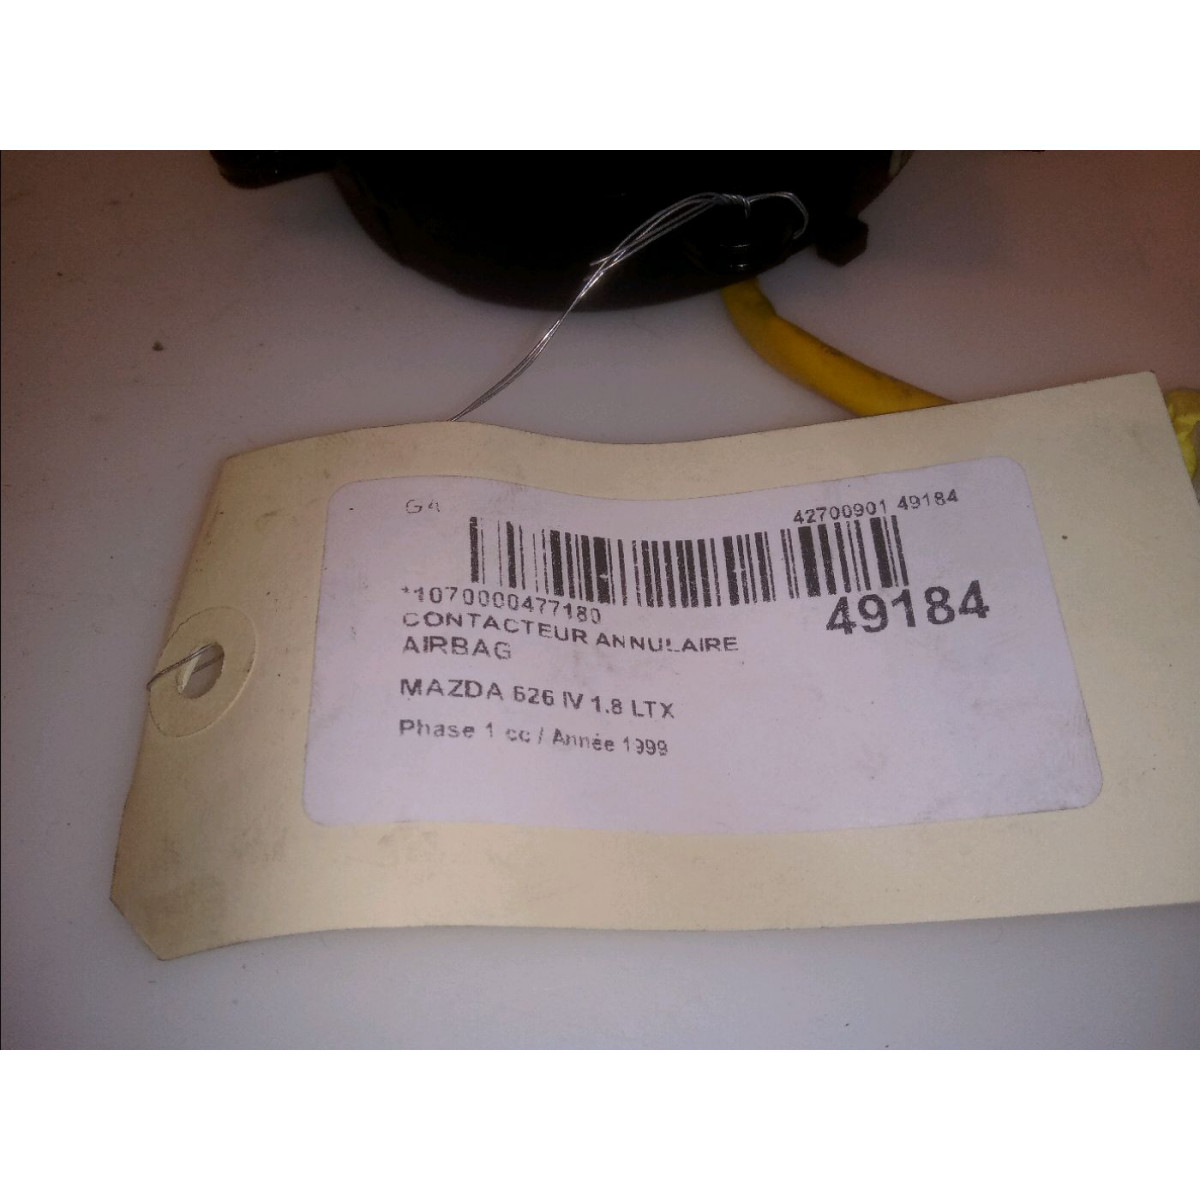 G4
42700901 49184
*1070000477180
49184
CONTACTEUR ANNULAIRE
AIRBAG
MAZDA 626 IV 1.8 LTX
Phase 1 cc / Année 1999